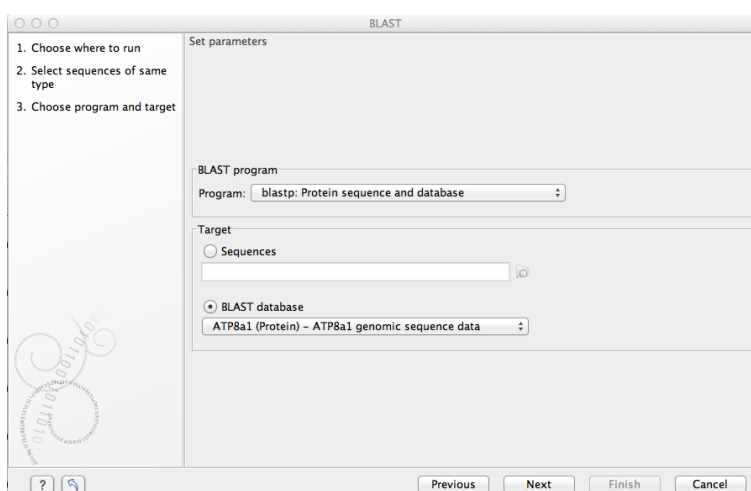 BLAST
1. Choose where to run
2. Select sequences of same
type
3. Choose program and target
Set parameters
BLAST program
Program: blastp: Protein sequence and database
Target
Sequences
BLAST database
ATP8a1 (Protein) – ATP8a1 genomic sequence data
?
Previous Next Finish Cancel